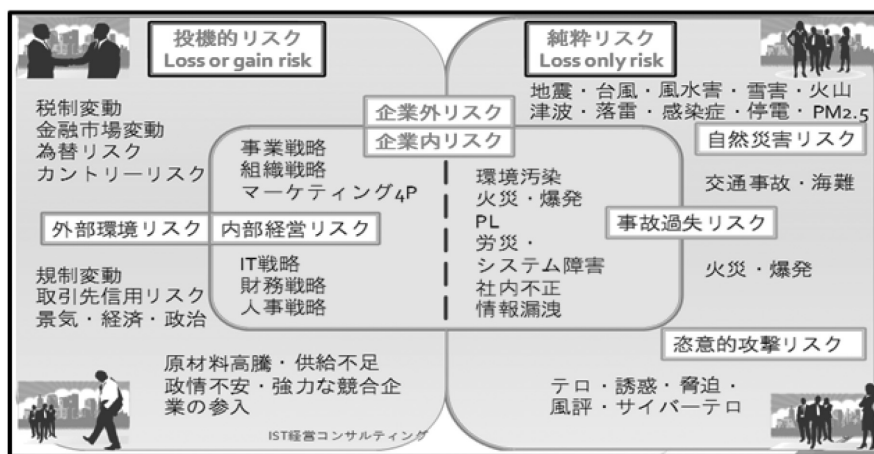 投機的リスク
Loss or gain risk
純粋リスク
Loss only risk
税制変動
金融市場変動
為替リスク
カントリーリスク
企業外リスク
企業内リスク
地震・台風・風水害・雪害・火山
津波・落雷・感染症・停電・PM2.5
自然災害リスク
事業戦略
組織戦略
マーケティング4P
環境汚染
火災・爆発
PL
労災・
システム障害
社内不正
情報漏洩
交通事故・海難
外部環境リスク
内部経営リスク
事故過失リスク
規制変動
取引先信用リスク
景気・経済・政治
IT戦略
財務戦略
人事戦略
火災・爆発
恣意的攻撃リスク
原材料高騰・供給不足
政情不安・強力な競合企
業の参入
テロ・誘惑・脅迫・
風評・サイバーテロ
IST経営コンサルティング